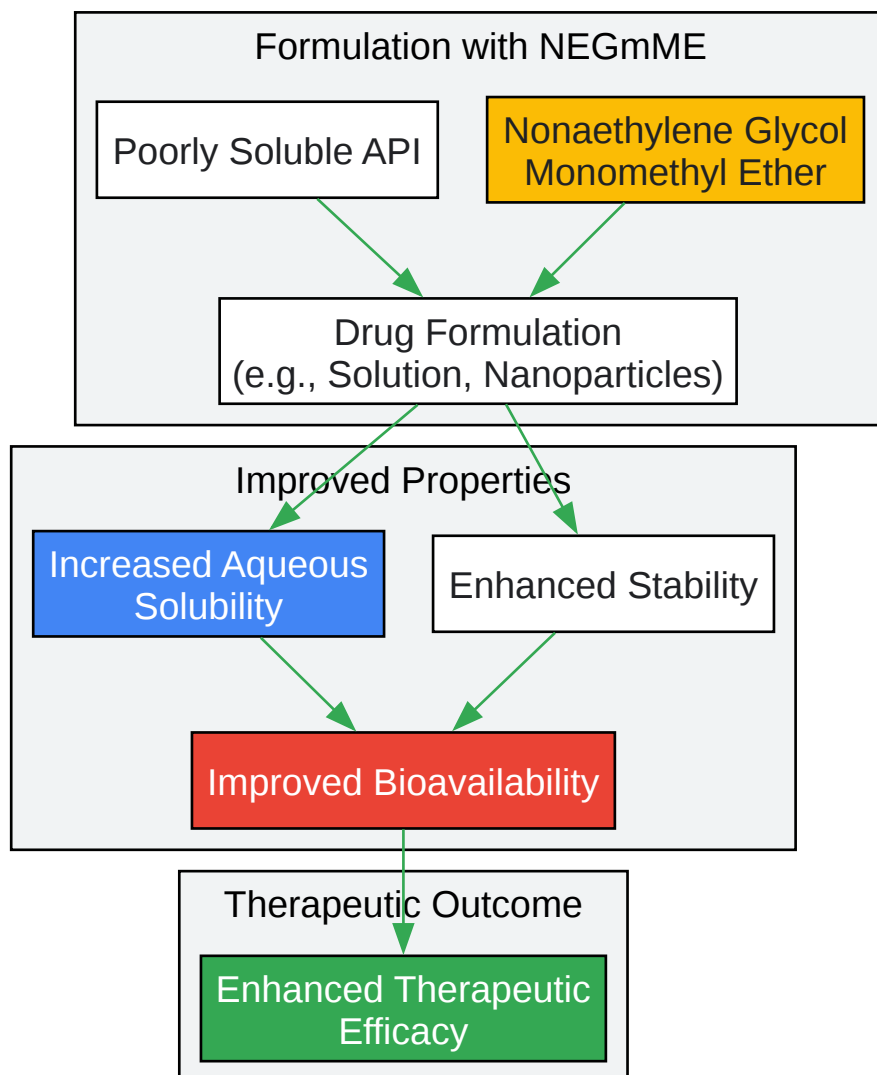 Formulation with NEGmME
Poorly Soluble API
Nonaethylene Glycol
Monomethyl Ether
Drug Formulation
(e.g., Solution, Nanoparticles)
Improved Properties
Increased Aqueous
Solubility
Enhanced Stability
Improved Bioavailability
Therapeutic Outcome
Enhanced Therapeutic
Efficacy